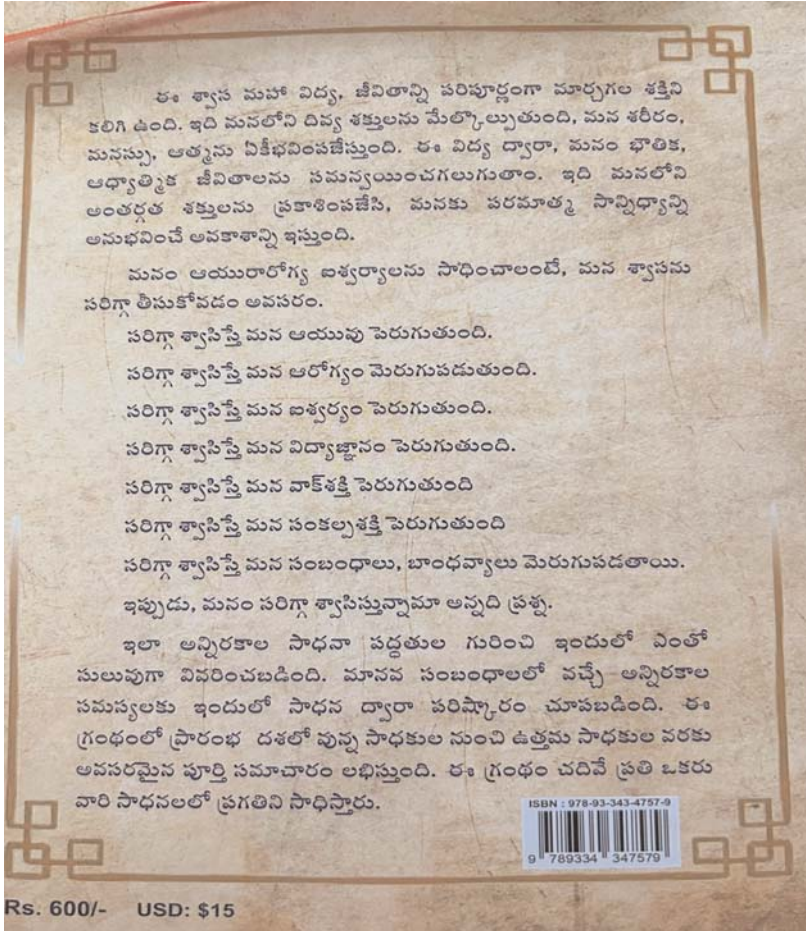 ఈ శ్వాస మహా విద్య, జీవితాన్ని పరిపూర్ణంగా మార్చగల శక్తిని
కలిగి ఉంది. ఇది మనలోని దివ్య శక్తులను మేల్కొల్పుతుంది, మన శరీరం,
మనస్సు, ఆత్మను ఏకీభవింపజేస్తుంది. ఈ విద్య ద్వారా, మనం భౌతిక,
ఆధ్యాత్మిక జీవితాలను సమన్వయించగలుగుతాం. ఇది మనలోని
అంతర్గత శక్తులను ప్రకాశింపజేసి, మనకు పరమాత్మ సాన్నిధ్యాన్ని
అనుభవించే అవకాశాన్ని ఇస్తుంది.
మనం ఆయురారోగ్య ఐశ్వర్యాలను సాధించాలంటే, మన శ్వాసను
సరిగ్గా తీసుకోవడం అవసరం.
సరిగ్గా శ్వాసిస్తే మన ఆయువు పెరుగుతుంది.
సరిగ్గా శ్వాసిస్తే మన ఆరోగ్యం మెరుగుపడుతుంది.
సరిగ్గా శ్వాసిస్తే మన ఐశ్వర్యం పెరుగుతుంది.
సరిగ్గా శ్వాసిస్తే మన విద్యాజ్ఞానం పెరుగుతుంది.
సరిగ్గా శ్వాసిస్తే మన వాక్‌శక్తి పెరుగుతుంది
సరిగ్గా శ్వాసిస్తే మన సంకల్పశక్తి పెరుగుతుంది
సరిగ్గా శ్వాసిస్తే మన సంబంధాలు, బాంధవ్యాలు మెరుగుపడతాయి.
ఇప్పుడు, మనం సరిగ్గా శ్వాసిస్తున్నామా అన్నది ప్రశ్న.
ఇలా అన్నిరకాల సాధనా పద్ధతుల గురించి ఇందులో ఎంతో
సులువుగా వివరించబడింది. మానవ సంబంధాలలో వచ్చే అన్నిరకాల
సమస్యలకు ఇందులో సాధన ద్వారా పరిష్కారం చూపబడింది. ఈ
గ్రంథంలో ప్రారంభ దశలో వున్న సాధకుల నుంచి ఉత్తమ సాధకుల వరకు
అవసరమైన పూర్తి సమాచారం లభిస్తుంది. ఈ గ్రంథం చదివే ప్రతి ఒకరు
వారి సాధనలలో ప్రగతిని సాధిస్తారు.
ISBN : 978-93-343-4757-9
9 789334 347579
Rs. 600/- USD: $15